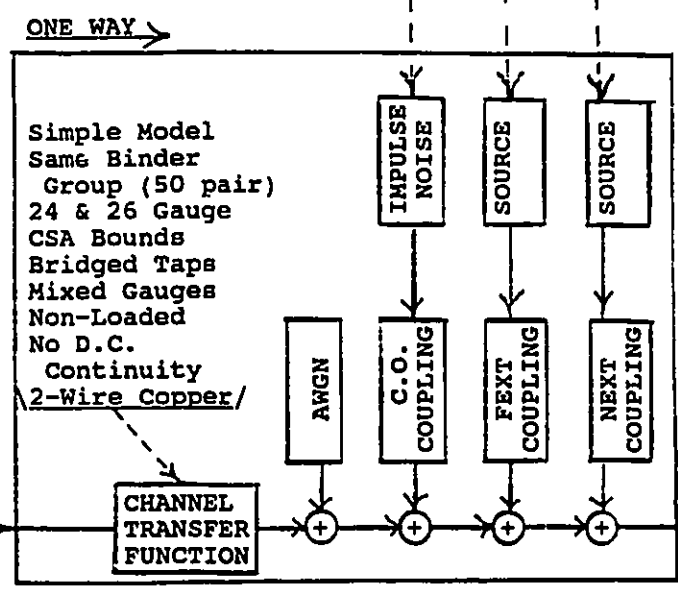 ONE WAY
Simple Model
Same Binder
Group (50 pair)
24 & 26 Gauge
CSA Bounds
Bridged Taps
Mixed Gauges
Non-Loaded
No D.C.
Continuity
\2-Wire Copper/
IMPULSE
NOISE
SOURCE
SOURCE
AWGN
C.O.
COUPLING
FEXT
COUPLING
NEXT
COUPLING
CHANNEL
TRANSFER
FUNCTION
+
+
+
+